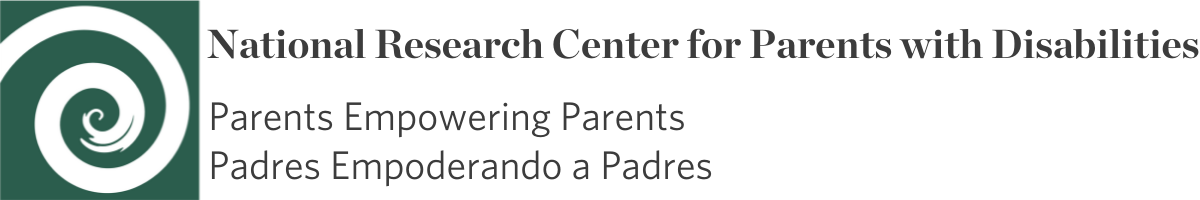 National Research Center for Parents with Disabilities
Parents Empowering Parents
Padres Empoderando a Padres